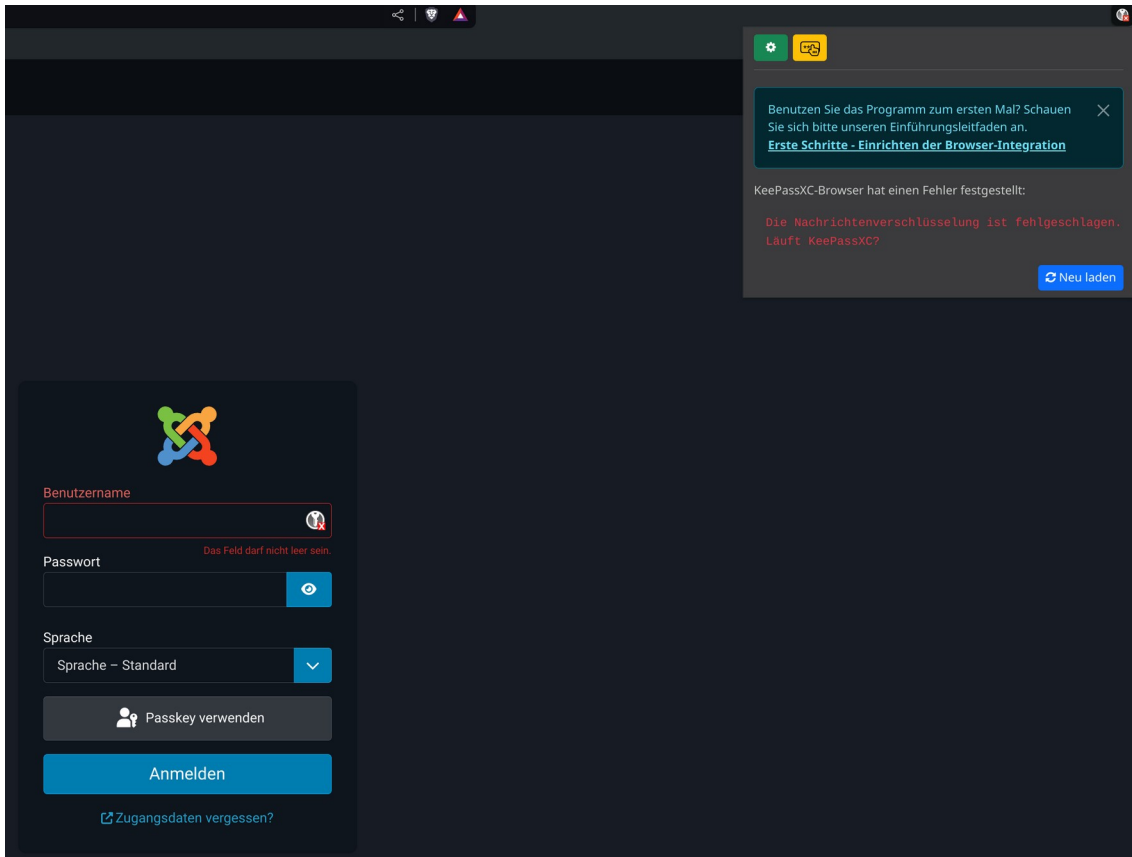 Benutzen Sie das Programm zum ersten Mal? Schauen
Sie sich bitte unseren Einführungsleitfaden an.
Erste Schritte - Einrichten der Browser-Integration
KeePassXC-Browser hat einen Fehler festgestellt:
Die Nachrichtenverschlüsselung ist fehlgeschlagen.
Läuft KeePassXC?
Neu laden
Benutzername
Das Feld darf nicht leer sein.
Passwort
Sprache
Sprache – Standard
Passkey verwenden
Anmelden
Zugangsdaten vergessen?